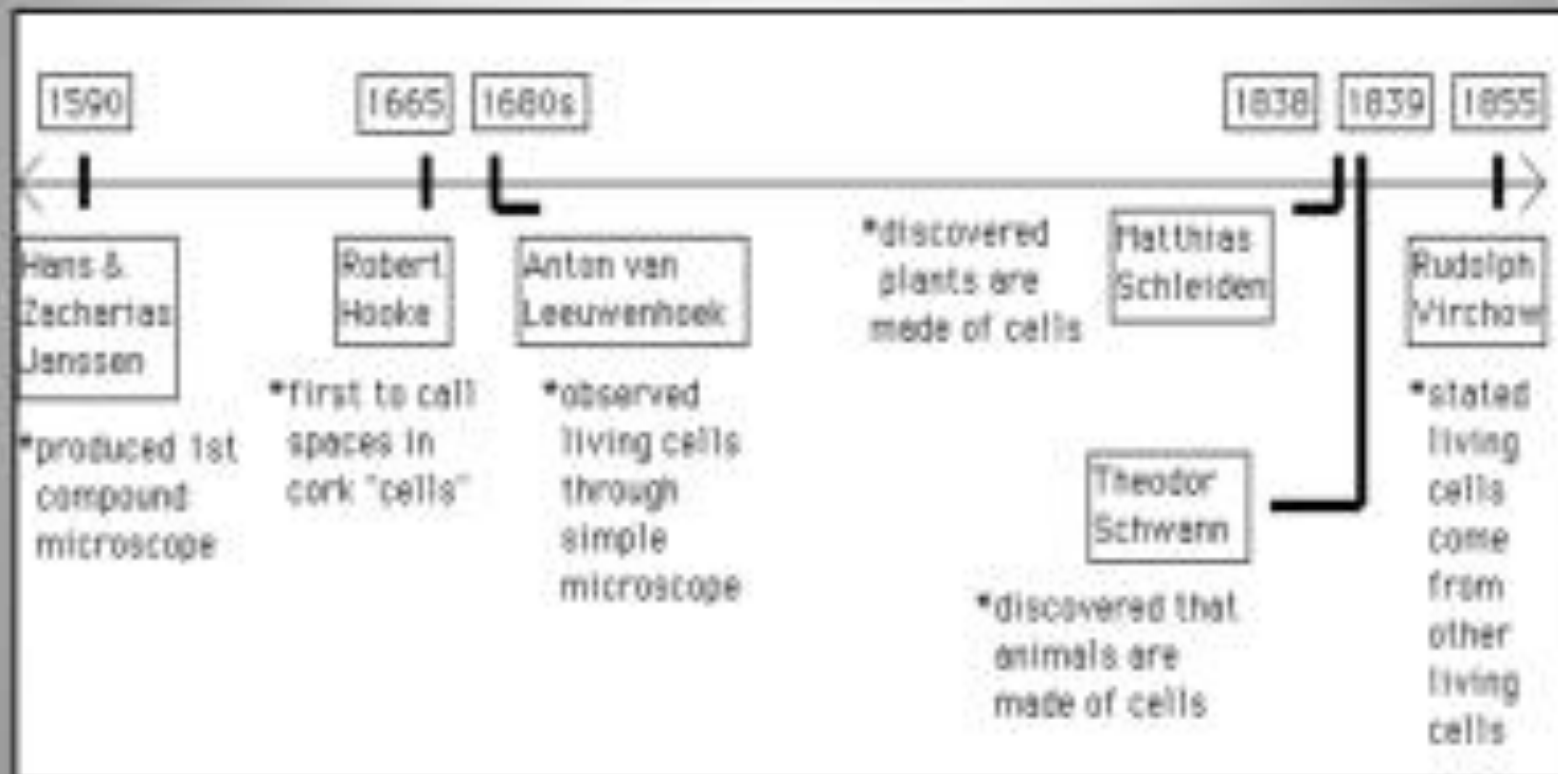 1590
1665
1680s
1838
1839
1855
Hans &
Zacharias
Janssen
*produced 1st
compound
microscope
Robert
Hooke
*first to call
spaces in
cork "cells"
Anton van
Leeuwenhoek
*observed
living cells
through
simple
microscope
*discovered
plants are
made of cells
Matthias
Schleiden
Theodor
Schwann
*discovered that
animals are
made of cells
Rudolph
Virchow
*stated
living
cells
come
from
other
living
cells